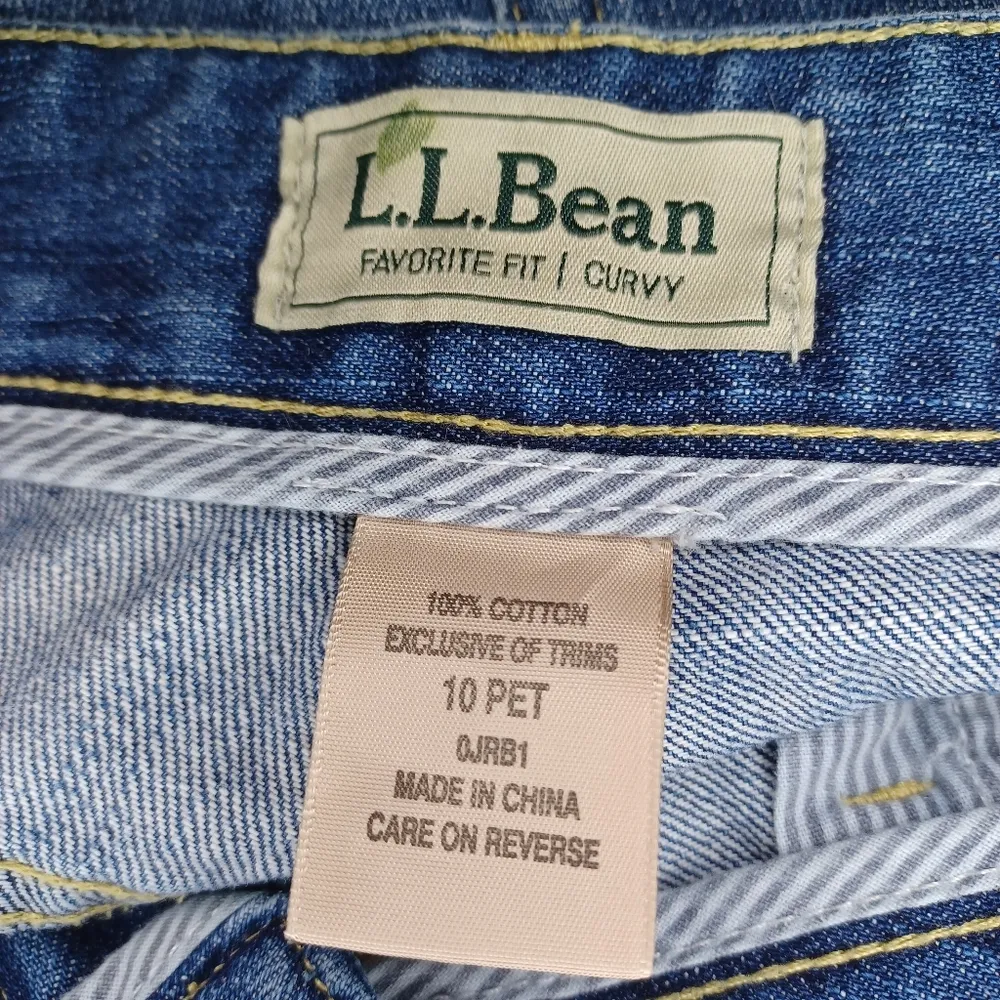 L.L.Bean
FAVORITE FIT | CURVY
100% COTTON
EXCLUSIVE OF TRIMS
10 PET
0JRB1
MADE IN CHINA
CARE ON REVERSE